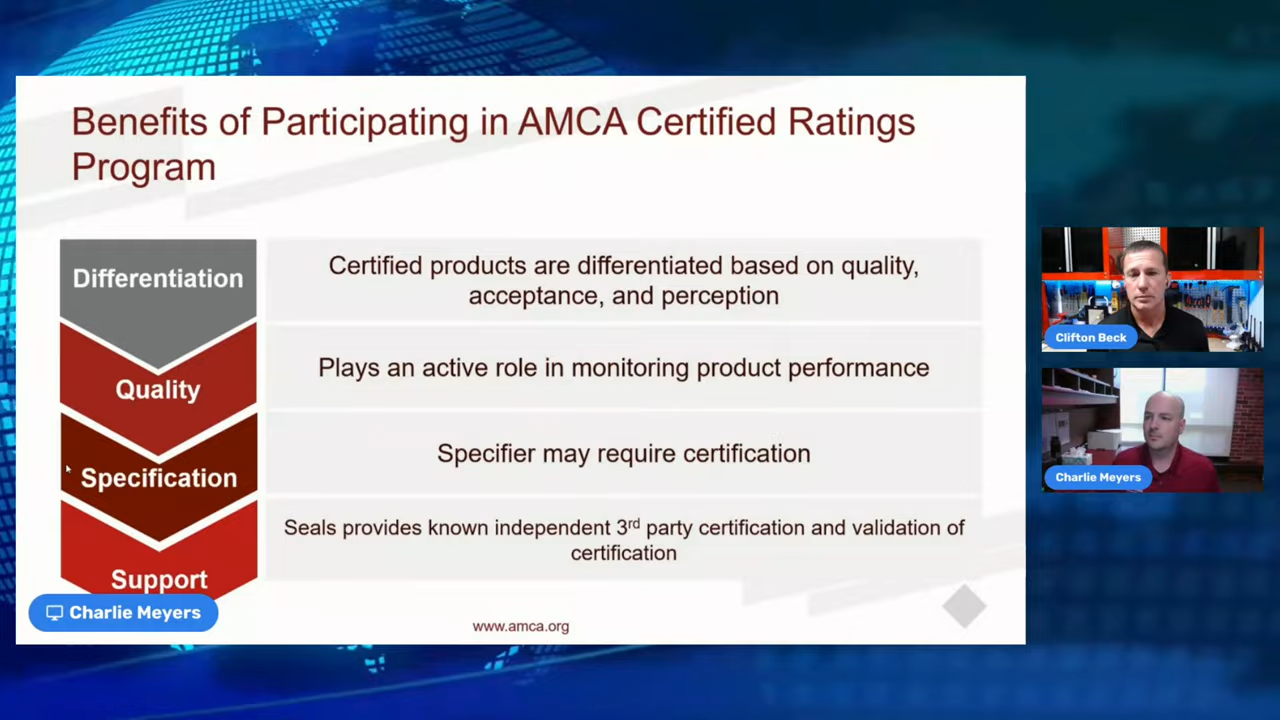 Benefits of Participating in AMCA Certified Ratings
Program
Differentiation
Certified products are differentiated based on quality,
acceptance, and perception
Quality
Plays an active role in monitoring product performance
Specification
Specifier may require certification
Support
Seals provides known independent 3rd party certification and validation of
certification
Charlie Meyers
www.amca.org
Clifton Beck
Charlie Meyers